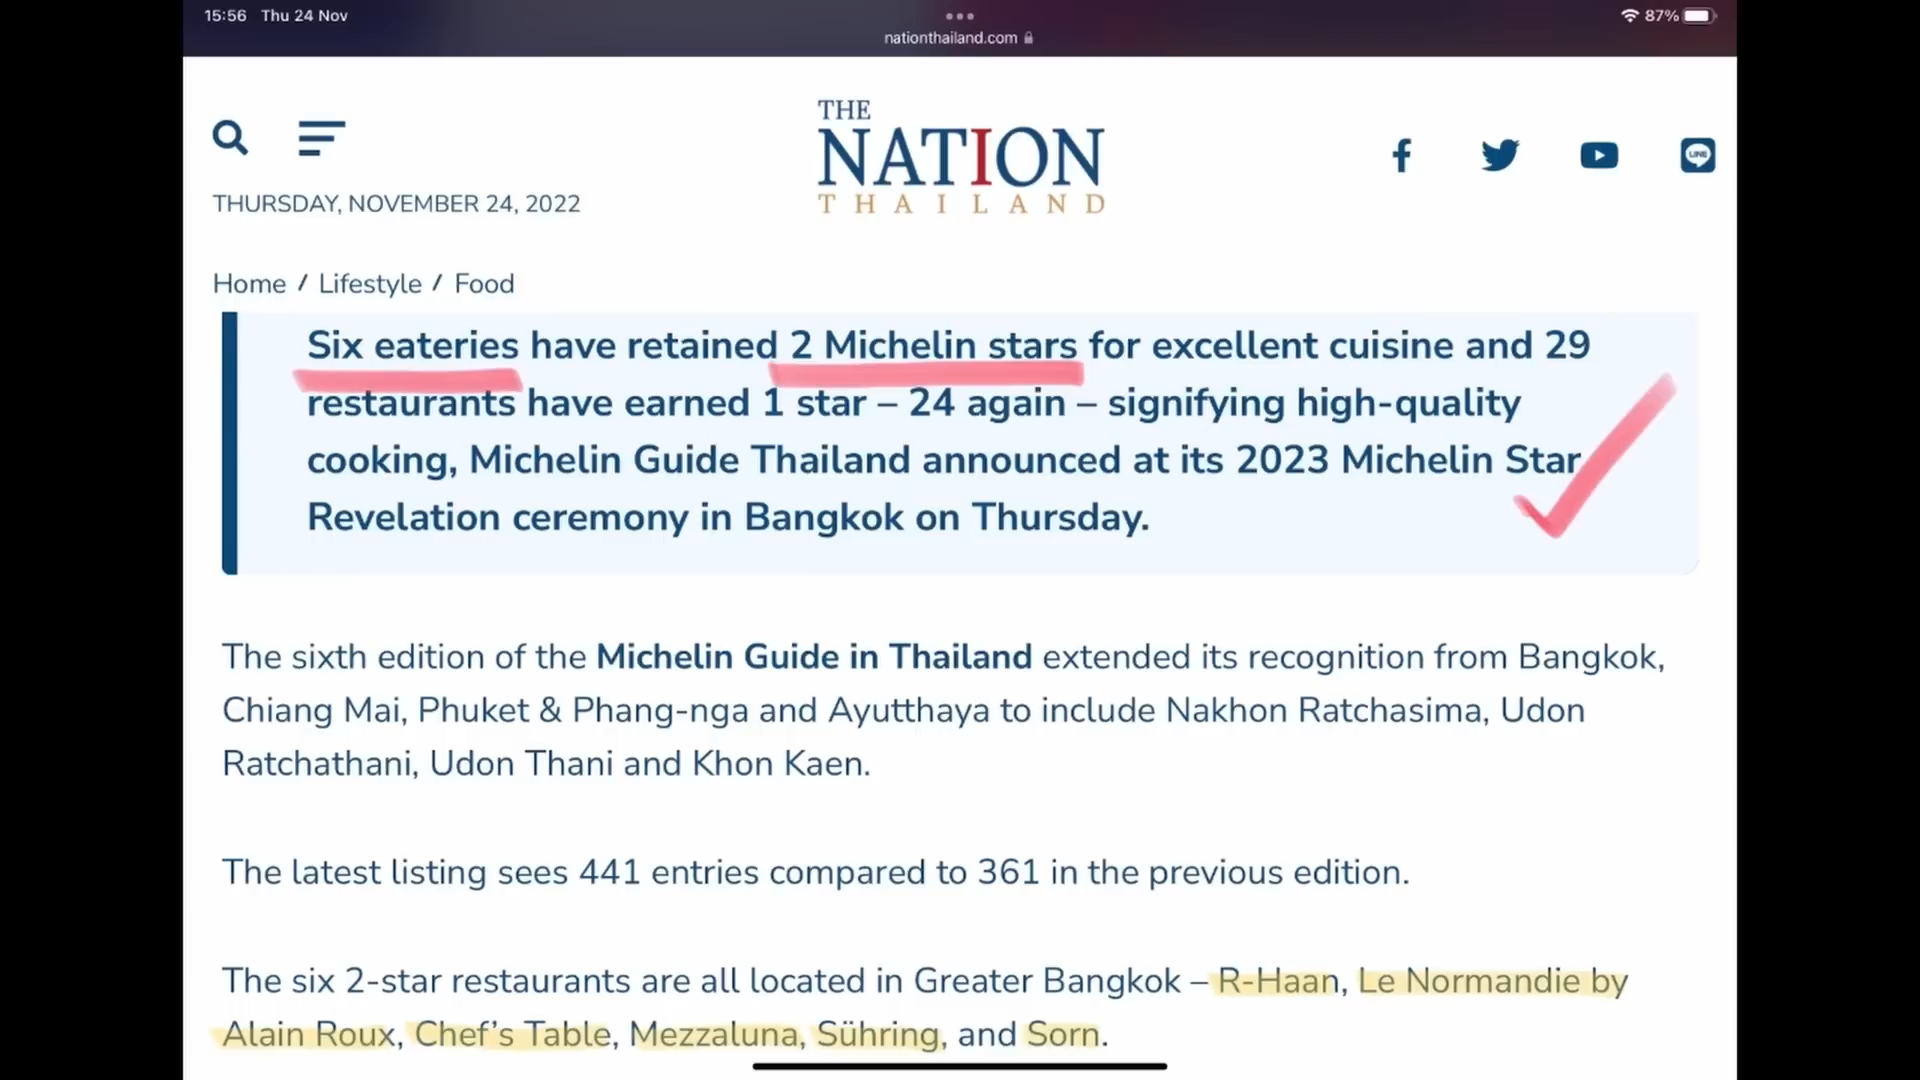 15:56 Thu 24 Nov
87%
nationthailand.com
THE
NATION
THAILAND
LINE
THURSDAY, NOVEMBER 24, 2022
Home / Lifestyle / Food
Six eateries have retained 2 Michelin stars for excellent cuisine and 29
restaurants have earned 1 star – 24 again – signifying high-quality
cooking, Michelin Guide Thailand announced at its 2023 Michelin Star
Revelation ceremony in Bangkok on Thursday.
The sixth edition of the Michelin Guide in Thailand extended its recognition from Bangkok,
Chiang Mai, Phuket & Phang-nga and Ayutthaya to include Nakhon Ratchasima, Udon
Ratchathani, Udon Thani and Khon Kaen.
The latest listing sees 441 entries compared to 361 in the previous edition.
The six 2-star restaurants are all located in Greater Bangkok – R-Haan, Le Normandie by
Alain Roux, Chef's Table, Mezzaluna, Sühring, and Sorn.